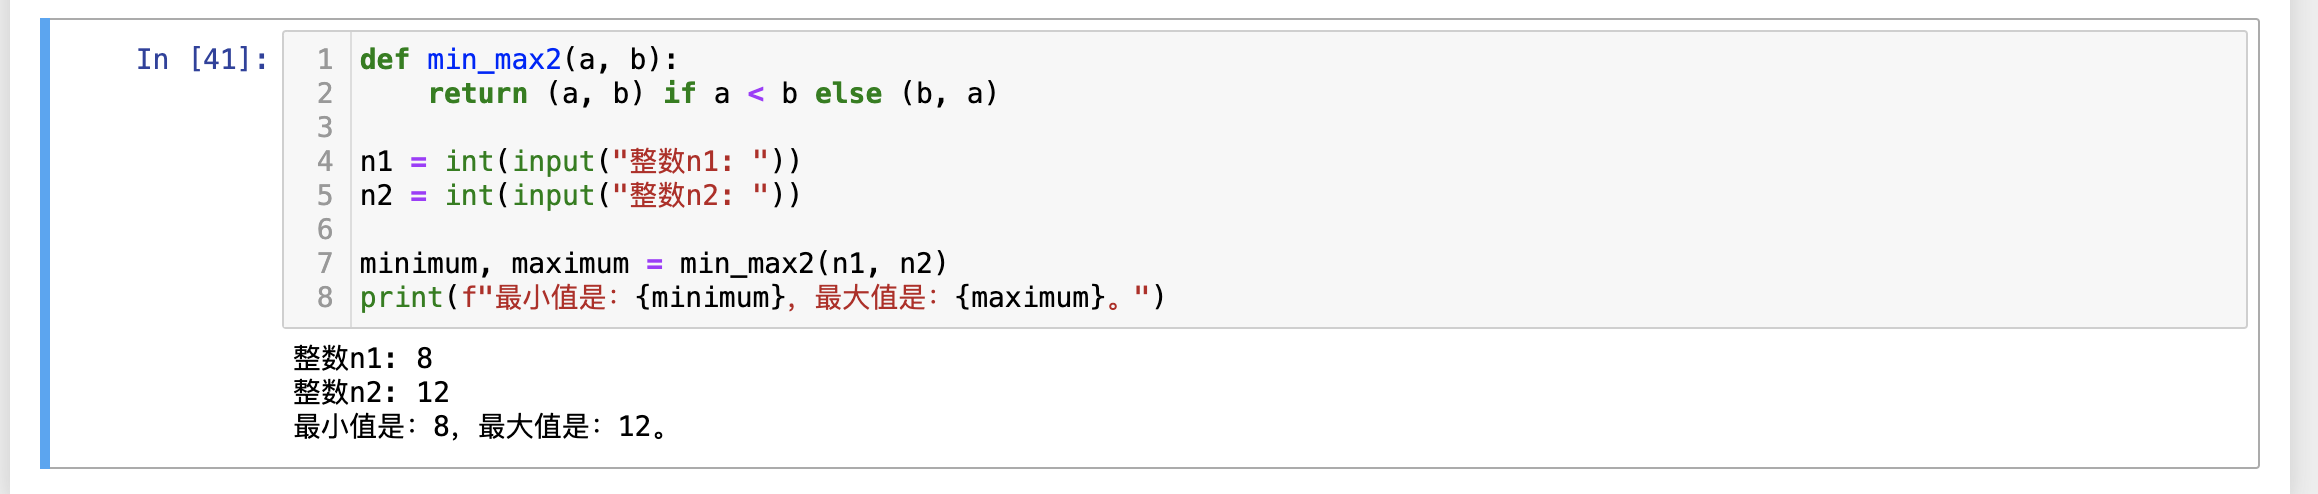 In [41]:
1 def min_max2(a, b):
2     return (a, b) if a < b else (b, a)
3
4 n1 = int(input("整数n1: "))
5 n2 = int(input("整数n2: "))
6
7 minimum, maximum = min_max2(n1, n2)
8 print(f"最小值是：{minimum}，最大值是：{maximum}。")
整数n1: 8
整数n2: 12
最小值是：8，最大值是：12。